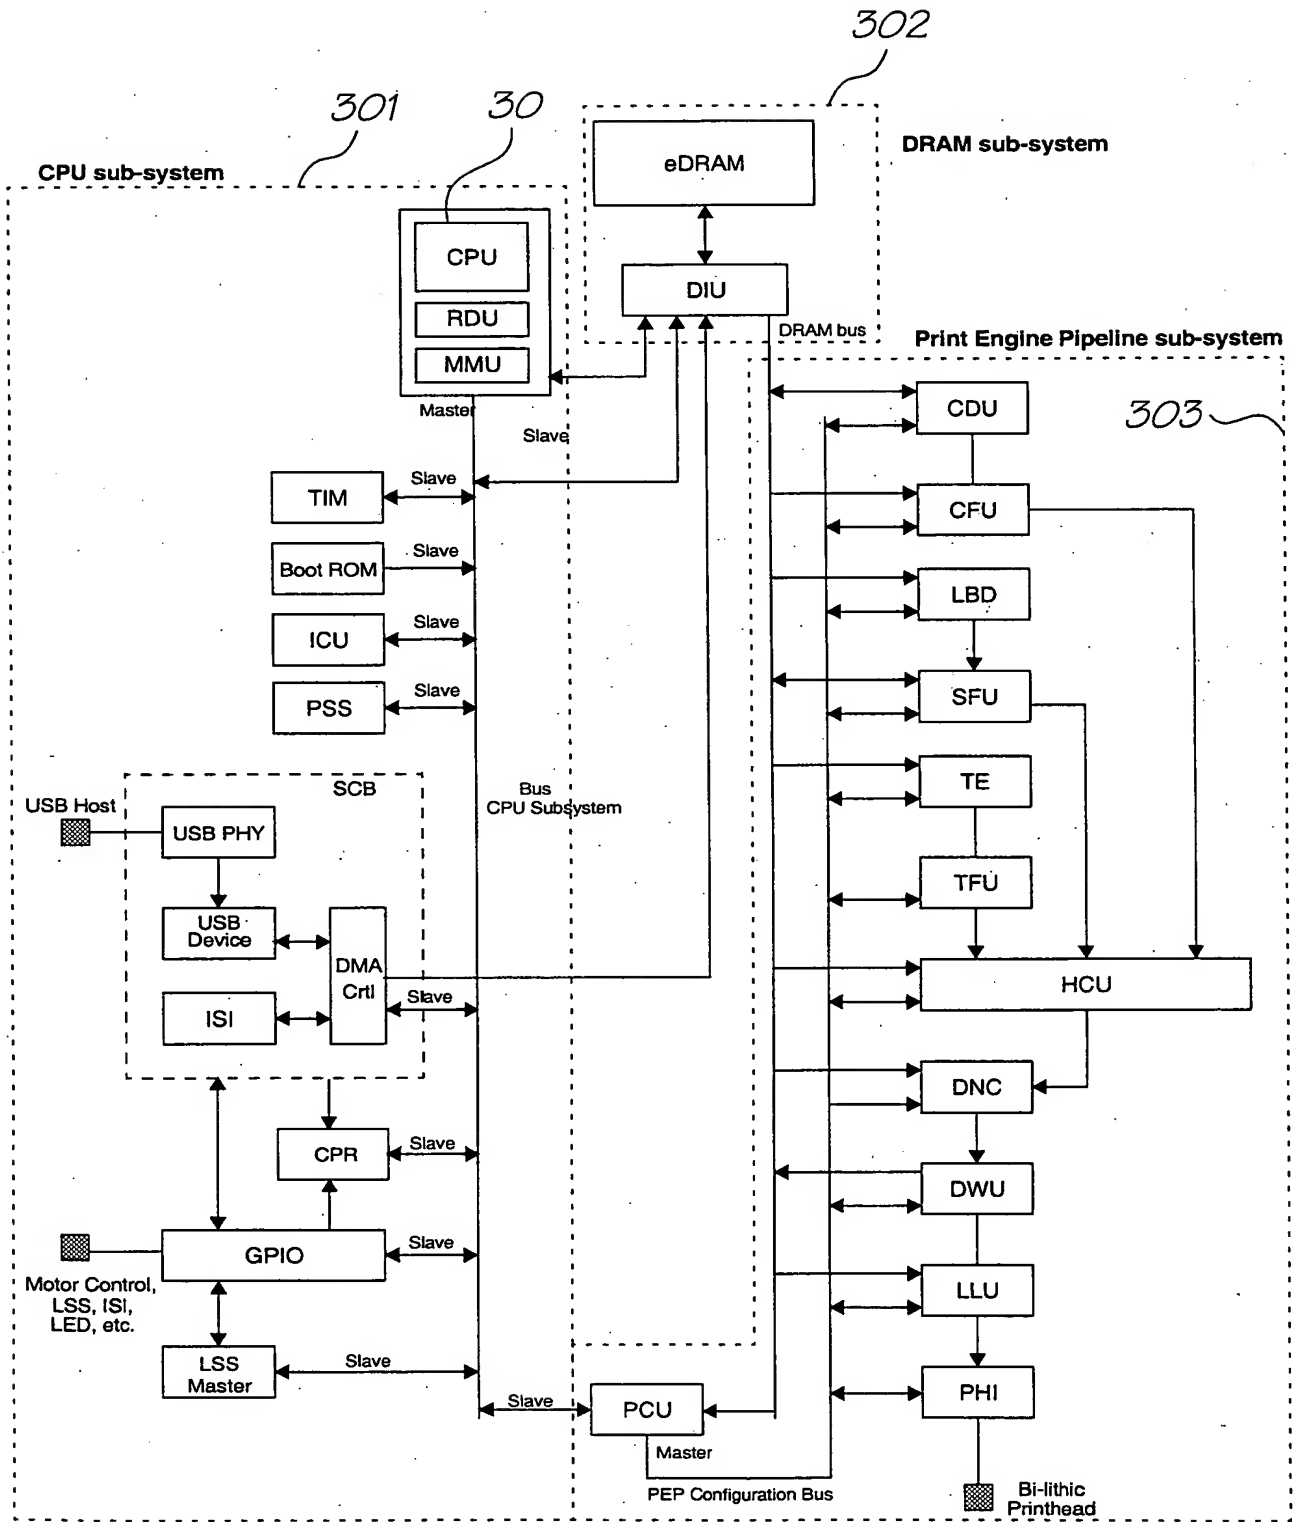 302
301
30
DRAM sub-system
CPU sub-system
eDRAM
CPU
RDU
MMU
DIU
DRAM bus
Print Engine Pipeline sub-system
303
Master
Slave
TIM
Slave
Boot ROM
Slave
ICU
Slave
PSS
Slave
SCB
USB Host
USB PHY
Bus
CPU Subsystem
USB
Device
DMA
Crtl
ISI
Slave
CPR
Slave
GPIO
Slave
Motor Control,
LSS, ISI,
LED, etc.
LSS
Master
Slave
Slave
PCU
Master
PEP Configuration Bus
CDU
CFU
LBD
SFU
TE
TFU
HCU
DNC
DWU
LLU
PHI
Bi-lithic
Printhead